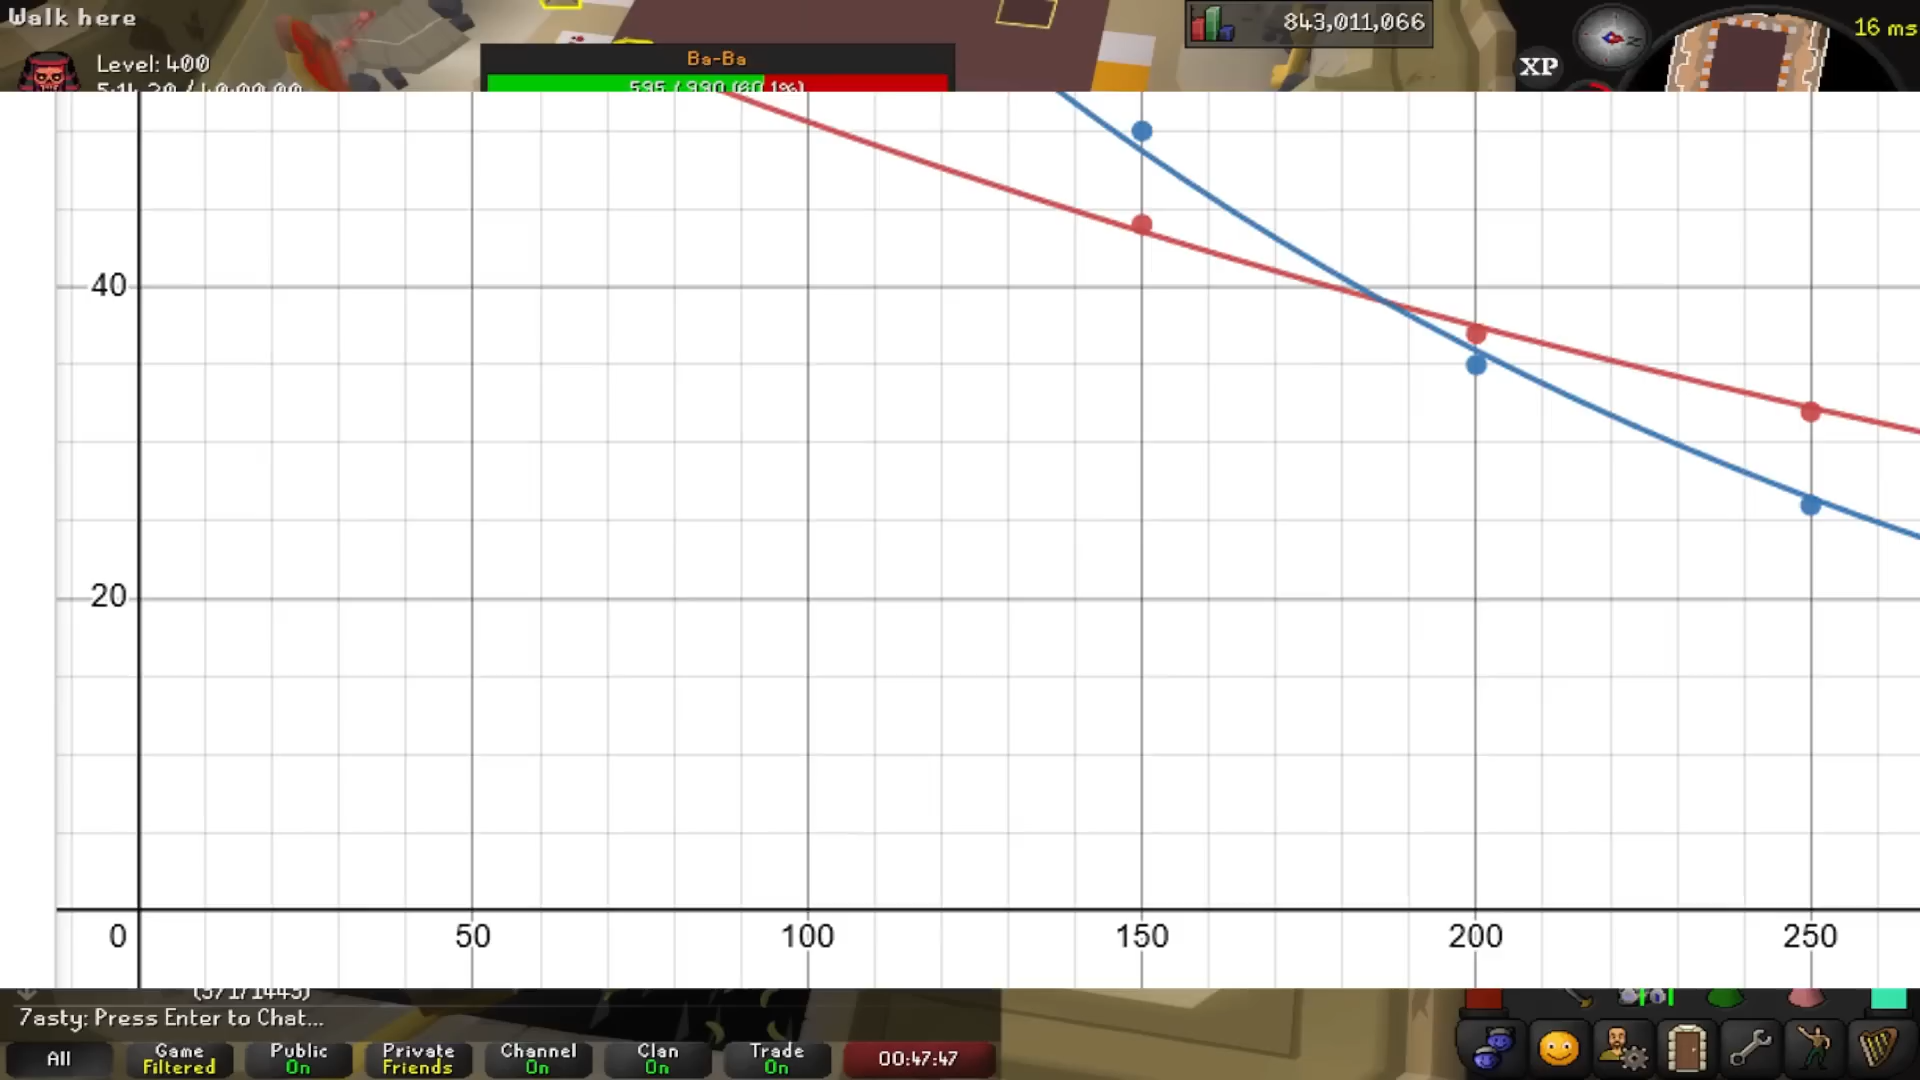 Walk here
Level: 400
Ba-Ba
843,011,066
XP
16 ms
40
20
0
50
100
150
200
250
7asty: Press Enter to Chat...
All
Game
Filtered
Public
On
Private
Friends
Channel
On
Clan
On
Trade
On
00:47:47